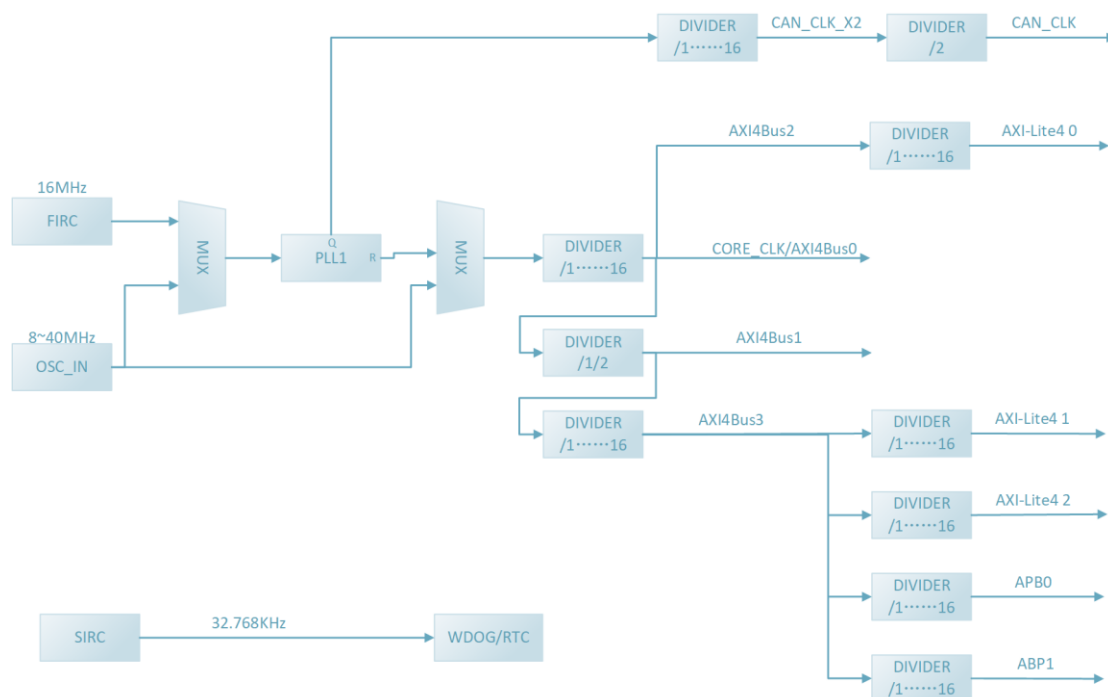 DIVIDER
/1……16
CAN_CLK_X2
DIVIDER
/2
CAN_CLK
AXI4Bus2
DIVIDER
/1……16
AXI-Lite4 0
16MHz
FIRC
MUX
Q
PLL1
R
MUX
DIVIDER
/1……16
CORE_CLK/AXI4Bus0
8~40MHz
OSC_IN
DIVIDER
/1/2
AXI4Bus1
DIVIDER
/1……16
AXI4Bus3
DIVIDER
/1……16
AXI-Lite4 1
DIVIDER
/1……16
AXI-Lite4 2
DIVIDER
/1……16
APB0
SIRC
32.768KHz
WDOG/RTC
DIVIDER
/1……16
ABP1